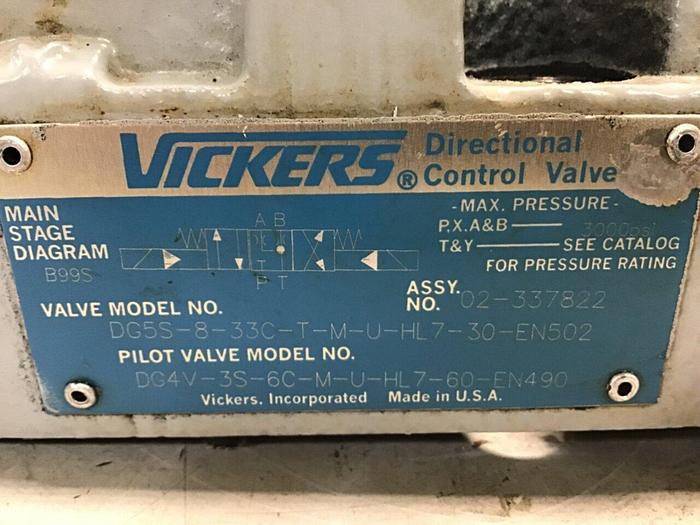 VICKERS® Directional Control Valve
MAIN STAGE DIAGRAM
B99S
A B
P T
-MAX. PRESSURE-
P,X,A&B 3000psi
T&Y SEE CATALOG
FOR PRESSURE RATING
ASSY. NO. 02-337822
VALVE MODEL NO.
DG5S-8-33C-T-M-U-HL7-30-EN502
PILOT VALVE MODEL NO.
DG4V-3S-6C-M-U-HL7-60-EN490
Vickers, Incorporated Made in U.S.A.